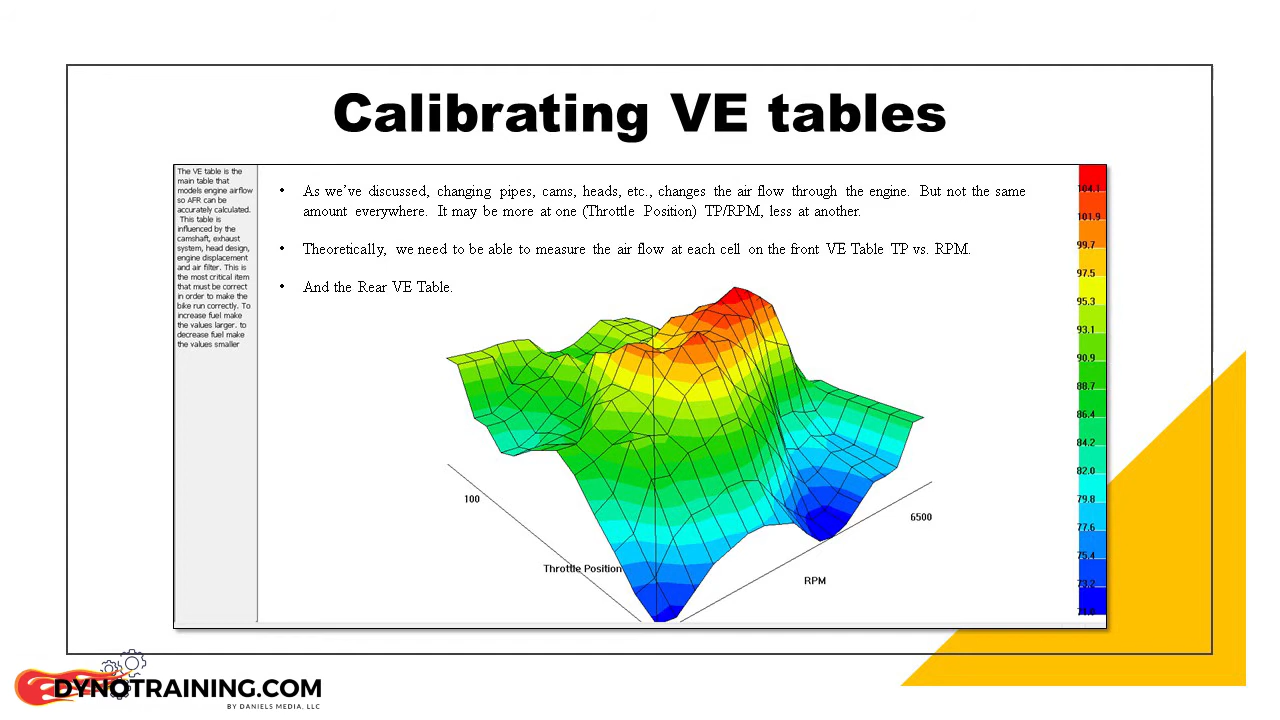 Calibrating VE tables
The VE table is the
main table that
models engine airflow
so AFR can be
accurately calculated.
This table is
influenced by the
camshaft, exhaust
system, head design,
engine displacement
and air filter. This is
the most critical item
that must be correct
in order to make the
bike run correctly. To
increase fuel make
the values larger. to
decrease fuel make
the values smaller
• As we've discussed, changing pipes, cams, heads, etc., changes the air flow through the engine. But not the same
amount everywhere. It may be more at one (Throttle Position) TP/RPM, less at another.
• Theoretically, we need to be able to measure the air flow at each cell on the front VE Table TP vs. RPM.
• And the Rear VE Table.
104.1
101.9
99.7
97.5
95.3
93.1
90.9
88.7
86.4
84.2
82.0
79.8
77.6
75.4
73.2
71.0
100
Throttle Position
RPM
6500
DYNOTRAINING.COM
BY DANIELS MEDIA, LLC